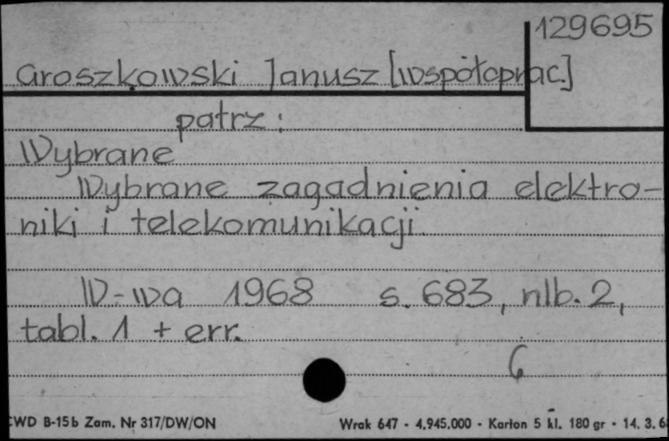 129695
Groszkowski Janusz [współoprac]
patrz:
Wybrane
Wybrane zagadnienia elektro-
niki i telekomunikacji.
W-wa 1968 s. 683, nlb. 2,
tabl. 1 + err.
6
CWD B-15b Zam. Nr 317/DW/ON
Wrak 647 - 4.945.000 - Karton 5 kl. 180 gr - 14. 3. 6